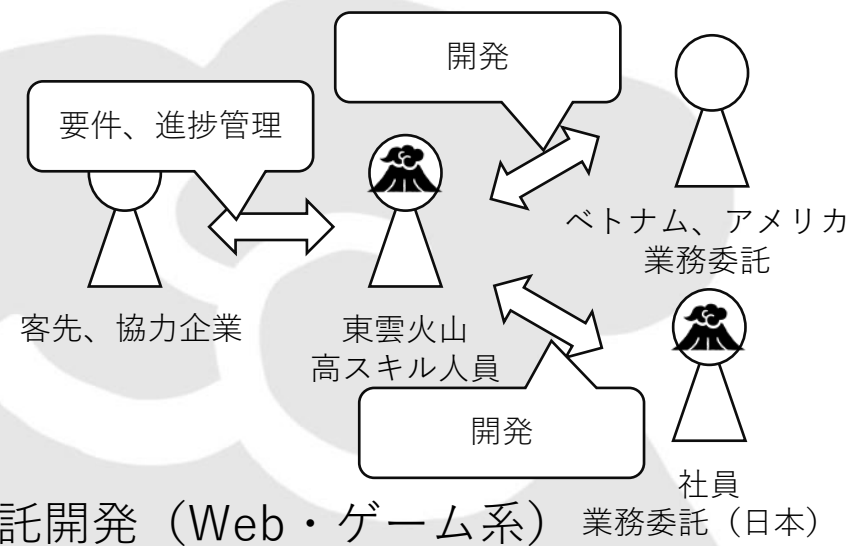 開発
要件、進捗管理
ベトナム、アメリカ
業務委託
客先、協力企業
東雲火山
高スキル人員
開発
社員
業務委託（日本）
託開発（Web・ゲーム系）